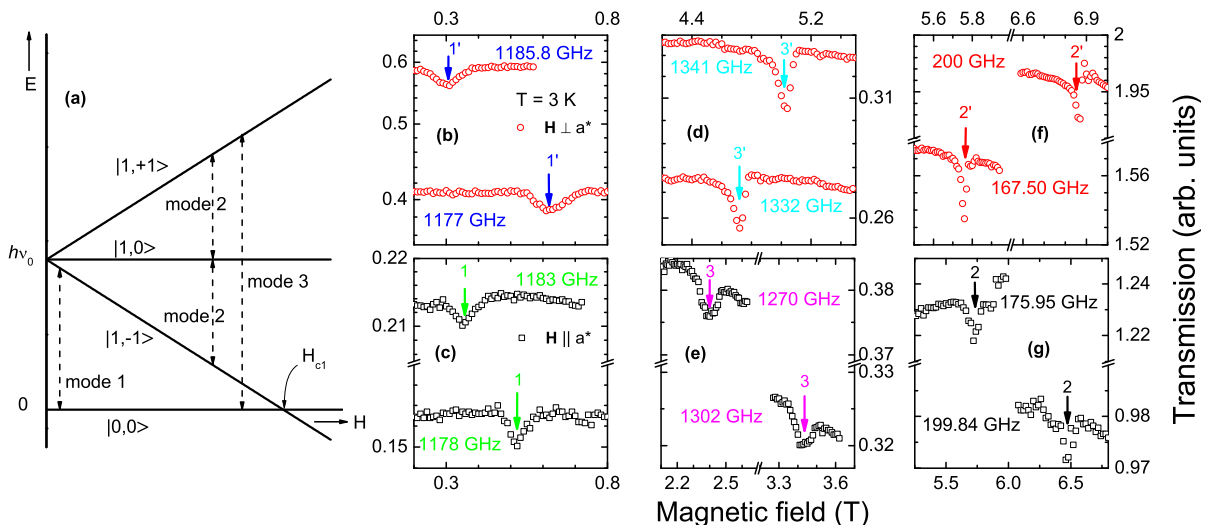 E
(a)
|1,+1>
mode 2
hν0
|1,0>
mode 3
mode 2
|1,-1>
mode 1
Hc1
0
|0,0>
H
0.3 0.8
0.6
0.5
0.4
1' 1185.8 GHz
T = 3 K
(b) H ⊥ a*
1'
1177 GHz
0.22
0.21
0.15
1 1183 GHz
(c) H || a*
1
1178 GHz
0.3 0.8
4.4 5.2
3'
1341 GHz
0.31
(d)
3'
1332 GHz
0.26
3
0.38
1270 GHz
(e)
0.37
0.33
3
1302 GHz
0.32
2.1 2.5 3.3 3.6
Magnetic field (T)
5.6 5.8 6.6 6.9
2
200 GHz 2'
1.95
(f)
2'
1.56
167.50 GHz
1.52
1.24
2
175.95 GHz
1.22
(g)
2
0.98
199.84 GHz
0.97
5.5 6.0 6.5
Transmission (arb. units)